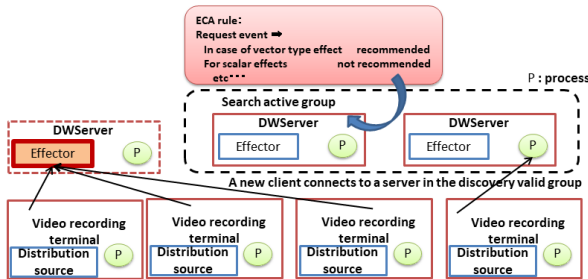 ECA rule:
Request event ➡
In case of vector type effect recommended
For scalar effects not recommended
etc・・・
P : process
Search active group
DWServer
Effector P
DWServer
Effector P
DWServer
Effector P
A new client connects to a server in the discovery valid group
Video recording
terminal
Distribution
source
P
Video recording
terminal
Distribution
source
P
Video recording
terminal
Distribution
source
P
Video recording
terminal
Distribution
source
P